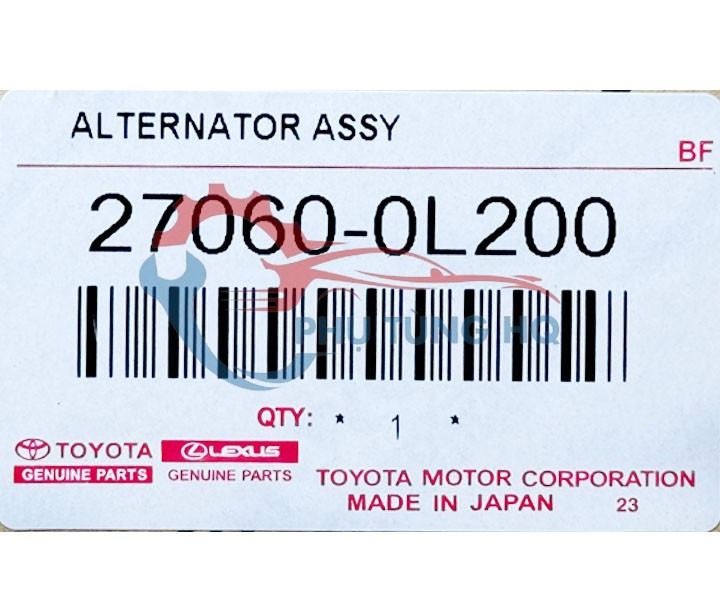 ALTERNATOR ASSY
BF
27060-0L200
PHỤ TÙNG HQ
QTY: * 1 *
TOYOTA LEXUS
GENUINE PARTS GENUINE PARTS
TOYOTA MOTOR CORPORATION
MADE IN JAPAN 23